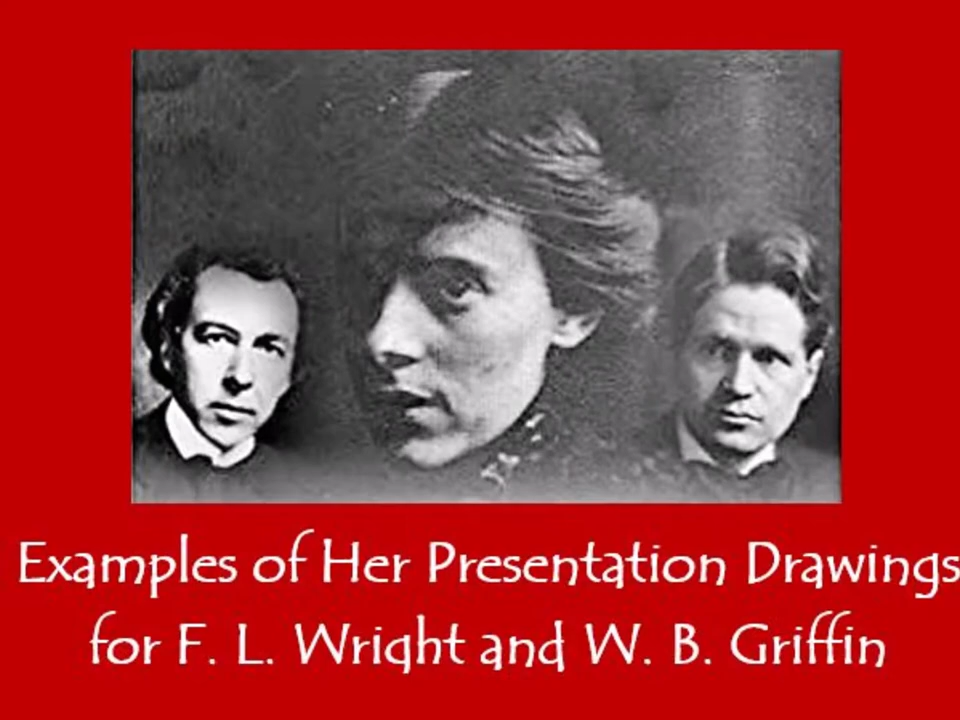 Examples of Her Presentation Drawings
for F. L. Wright and W. B. Griffin